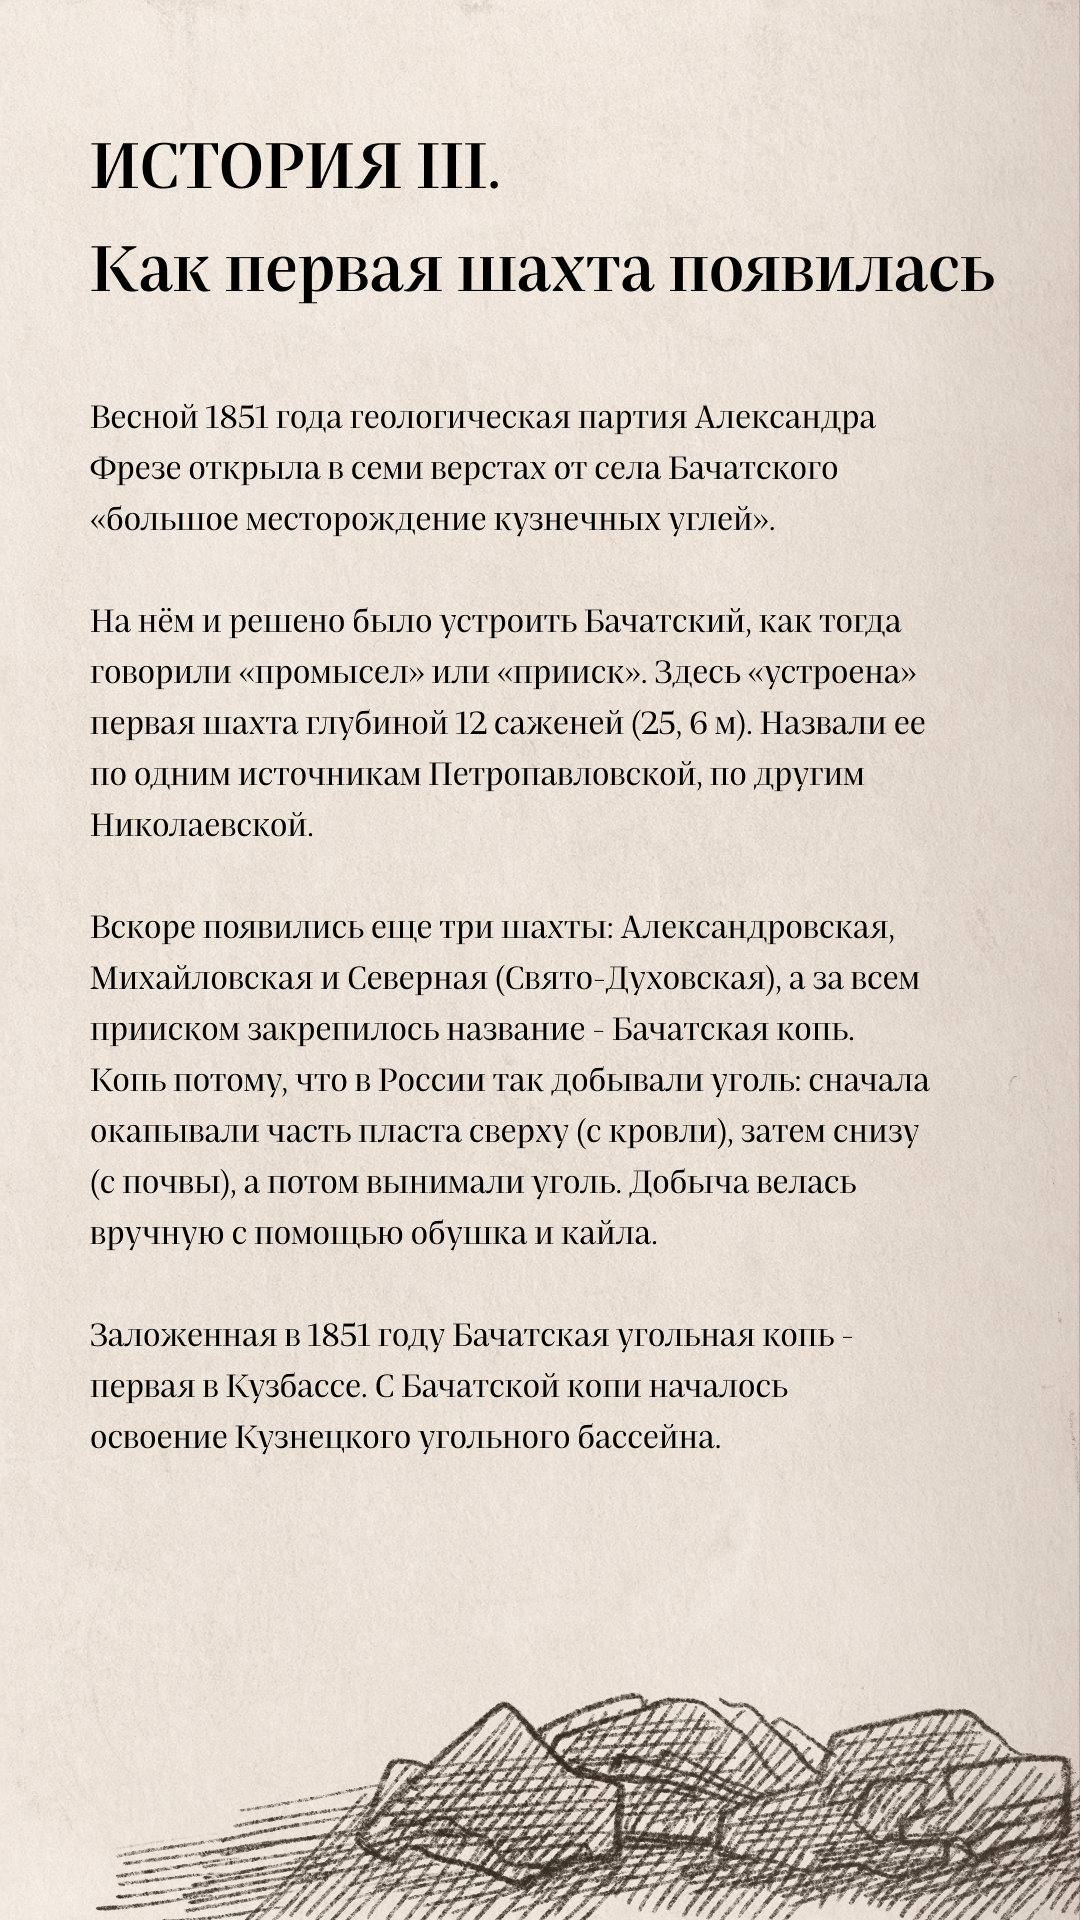 ИСТОРИЯ III.
Как первая шахта появилась
Весной 1851 года геологическая партия Александра
Фрезе открыла в семи верстах от села Бачатского
«большое месторождение кузнечных углей».
На нём и решено было устроить Бачатский, как тогда
говорили «промысел» или «прииск». Здесь «устроена»
первая шахта глубиной 12 саженей (25, 6 м). Назвали ее
по одним источникам Петропавловской, по другим
Николаевской.
Вскоре появились еще три шахты: Александровская,
Михайловская и Северная (Свято-Духовская), а за всем
прииском закрепилось название - Бачатская копь.
Копь потому, что в России так добывали уголь: сначала
окапывали часть пласта сверху (с кровли), затем снизу
(с почвы), а потом вынимали уголь. Добыча велась
вручную с помощью обушка и кайла.
Заложенная в 1851 году Бачатская угольная копь -
первая в Кузбассе. С Бачатской копи началось
освоение Кузнецкого угольного бассейна.